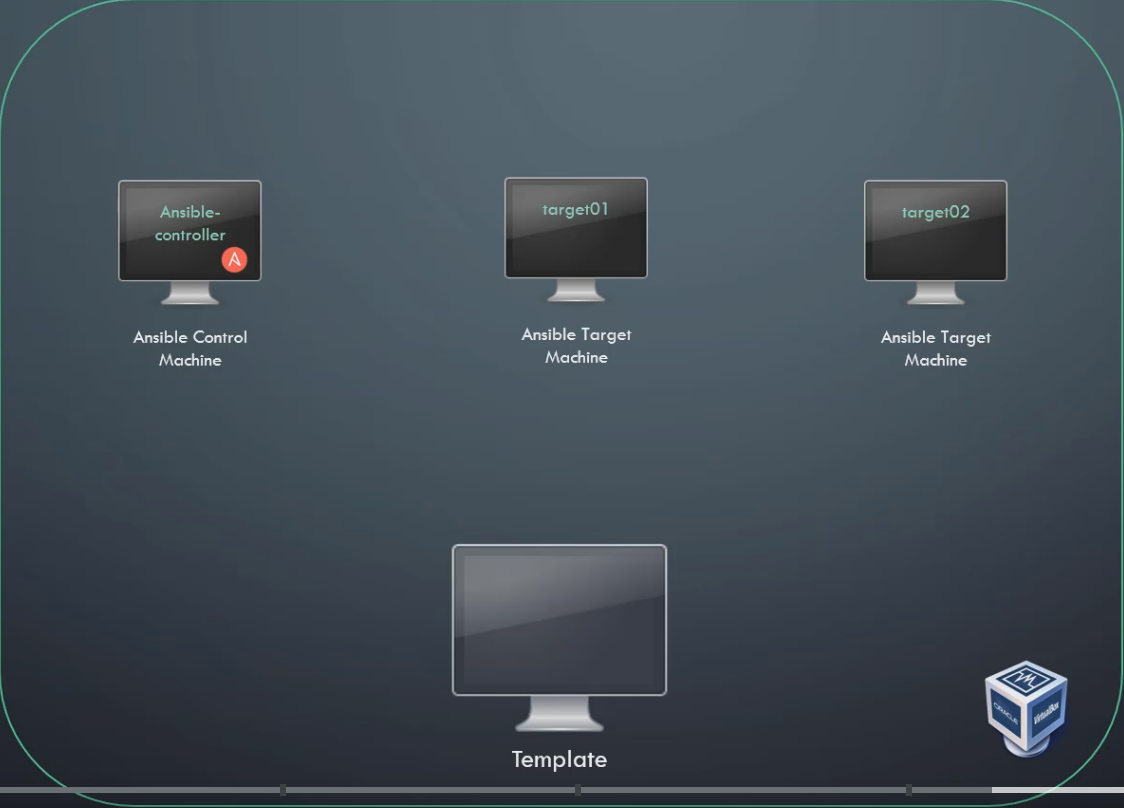 Ansible-
controller
target01
target02
Ansible Control
Machine
Ansible Target
Machine
Ansible Target
Machine
Template
ORACLE
VirtualBox